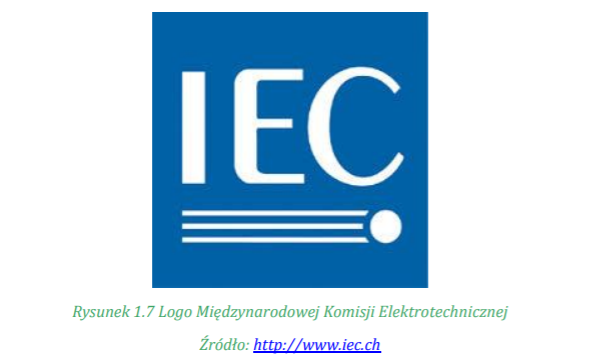 IEC
Rysunek 1.7 Logo Międzynarodowej Komisji Elektrotechnicznej
Źródło: http://www.iec.ch